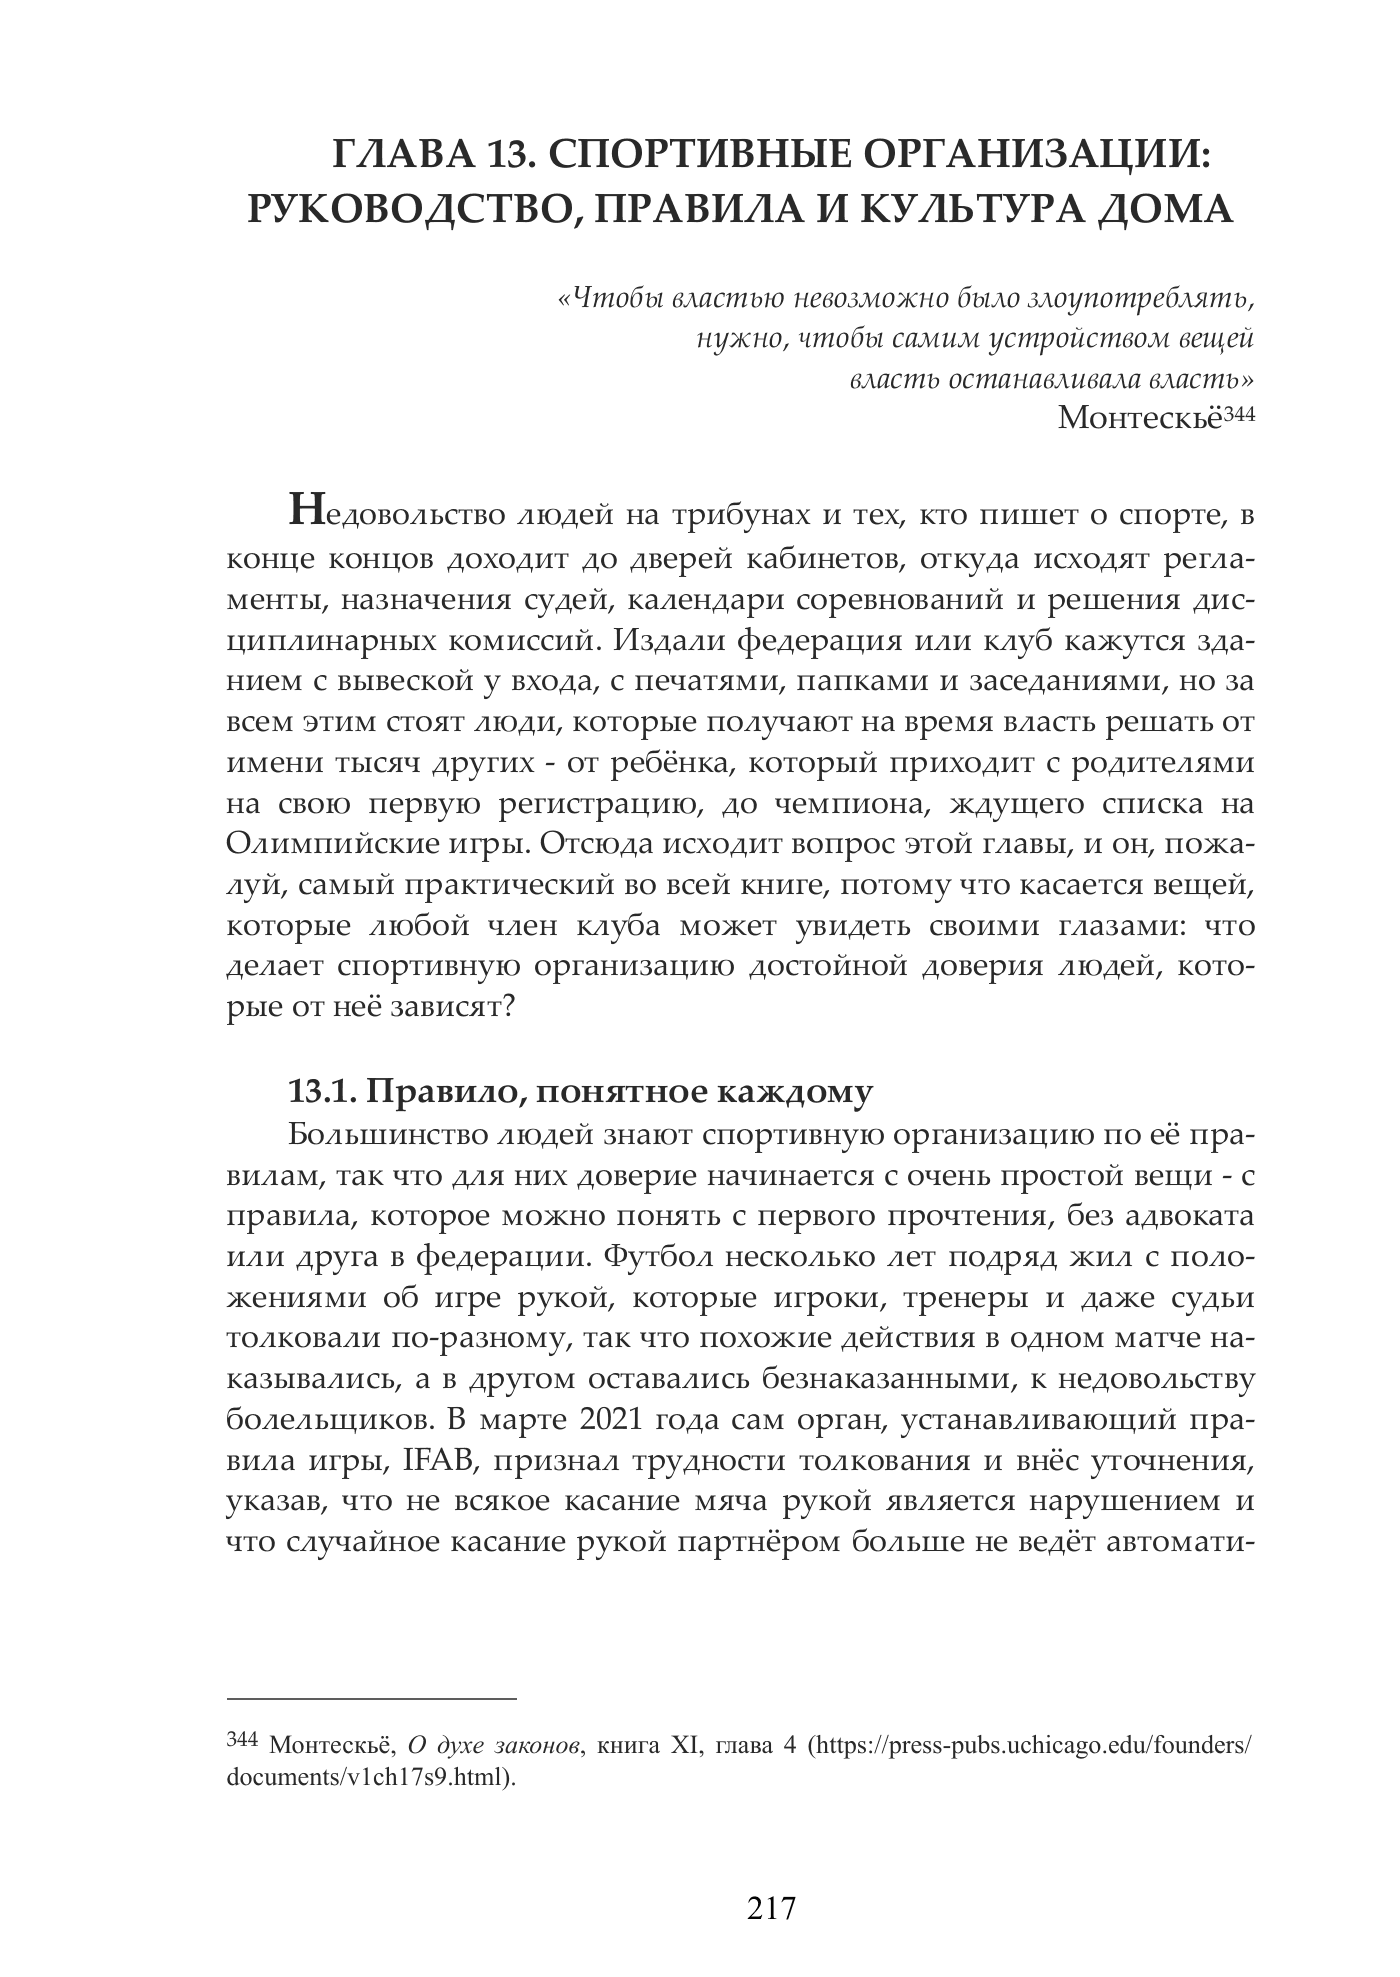 ГЛАВА 13. СПОРТИВНЫЕ ОРГАНИЗАЦИИ:
РУКОВОДСТВО, ПРАВИЛА И КУЛЬТУРА ДОМА
«Чтобы властью невозможно было злоупотреблять,
нужно, чтобы самим устройством вещей
власть останавливала власть»
Монтескьё344
Недовольство людей на трибунах и тех, кто пишет о спорте, в
конце концов доходит до дверей кабинетов, откуда исходят регла-
менты, назначения судей, календари соревнований и решения дис-
циплинарных комиссий. Издали федерация или клуб кажутся зда-
нием с вывеской у входа, с печатями, папками и заседаниями, но за
всем этим стоят люди, которые получают на время власть решать от
имени тысяч других - от ребёнка, который приходит с родителями
на свою первую регистрацию, до чемпиона, ждущего списка на
Олимпийские игры. Отсюда исходит вопрос этой главы, и он, пожа-
луй, самый практический во всей книге, потому что касается вещей,
которые любой член клуба может увидеть своими глазами: что
делает спортивную организацию достойной доверия людей, кото-
рые от неё зависят?
13.1. Правило, понятное каждому
Большинство людей знают спортивную организацию по её пра-
вилам, так что для них доверие начинается с очень простой вещи - с
правила, которое можно понять с первого прочтения, без адвоката
или друга в федерации. Футбол несколько лет подряд жил с поло-
жениями об игре рукой, которые игроки, тренеры и даже судьи
толковали по-разному, так что похожие действия в одном матче на-
казывались, а в другом оставались безнаказанными, к недовольству
болельщиков. В марте 2021 года сам орган, устанавливающий пра-
вила игры, IFAB, признал трудности толкования и внёс уточнения,
указав, что не всякое касание мяча рукой является нарушением и
что случайное касание рукой партнёром больше не ведёт автомати-
344 Монтескьё, О духе законов, книга XI, глава 4 (https://press-pubs.uchicago.edu/founders/
documents/v1ch17s9.html).
217